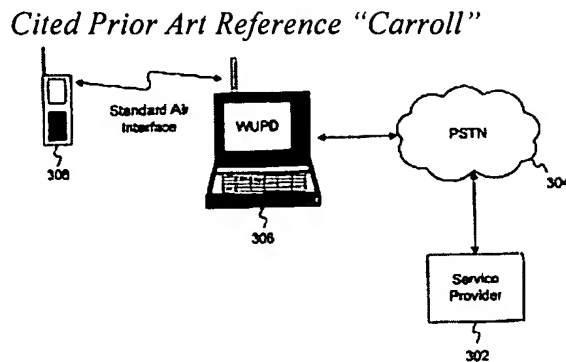 Cited Prior Art Reference “Carroll”
Standard Air
Interface
WUPD
PSTN
308
306
304
Service
Provider
302